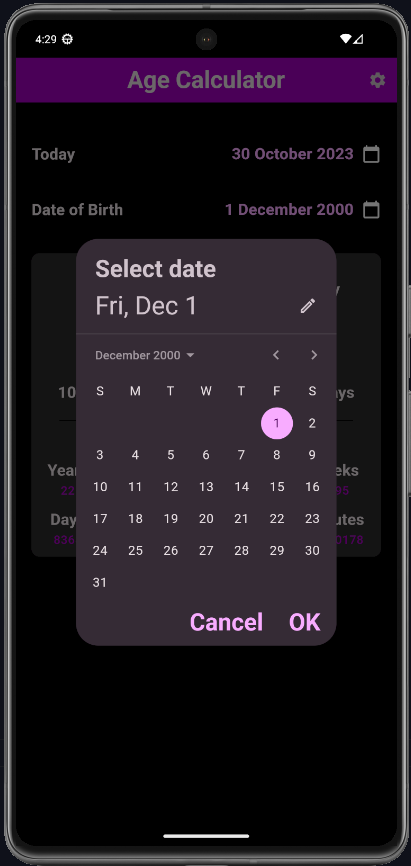 4:29
Age Calculator
Today 30 October 2023
Date of Birth 1 December 2000
Select date
Fri, Dec 1
December 2000
S M T W T F S
1 2
3 4 5 6 7 8 9
10 11 12 13 14 15 16
17 18 19 20 21 22 23
24 25 26 27 28 29 30
31
Cancel OK